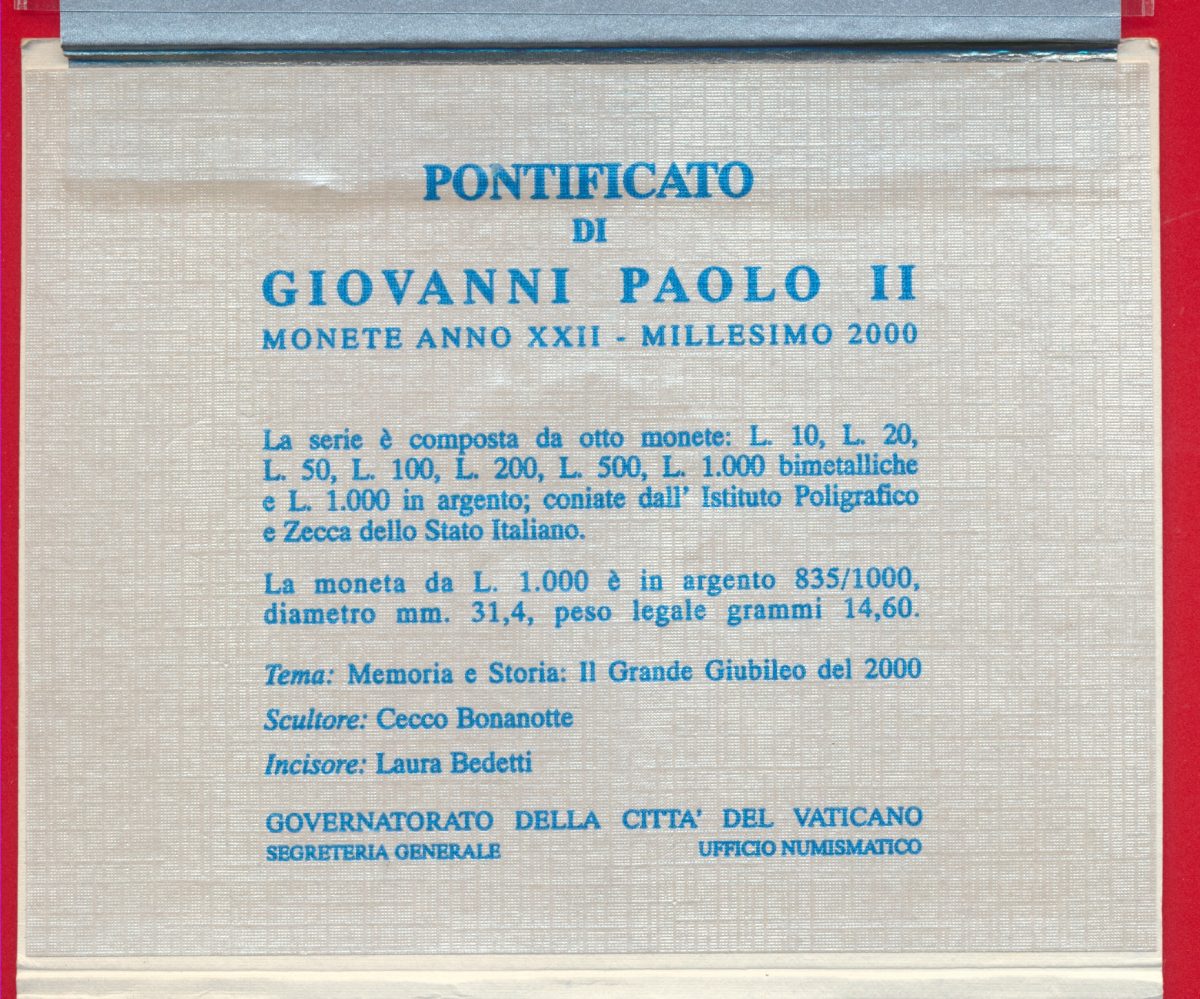 PONTIFICATO
DI
GIOVANNI PAOLO II
MONETE ANNO XXII - MILLESIMO 2000
La serie è composta da otto monete: L. 10, L. 20,
L. 50, L. 100, L. 200, L. 500, L. 1.000 bimetalliche
e L. 1.000 in argento; coniate dall' Istituto Poligrafico
e Zecca dello Stato Italiano.
La moneta da L. 1.000 è in argento 835/1000,
diametro mm. 31,4, peso legale grammi 14,60.
Tema: Memoria e Storia: Il Grande Giubileo del 2000
Scultore: Cecco Bonanotte
Incisore: Laura Bedetti
GOVERNATORATO DELLA CITTA' DEL VATICANO
SEGRETERIA GENERALE UFFICIO NUMISMATICO